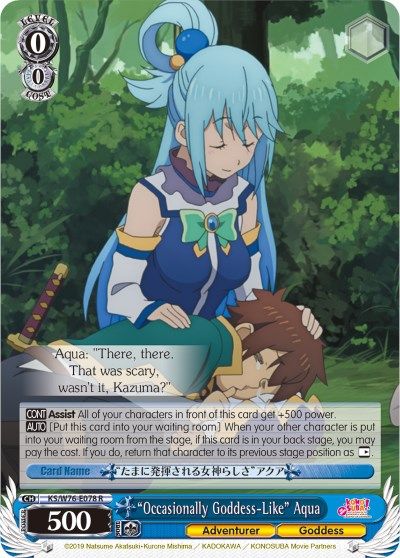 LEVEL
0
0
COST
Aqua: "There, there.
That was scary,
wasn't it, Kazuma?"
CONT Assist All of your characters in front of this card get +500 power.
AUTO [Put this card into your waiting room] When your other character is put
into your waiting room from the stage, if this card is in your back stage, you may
pay the cost. If you do, return that character to its previous stage position as
Card Name "たまに発揮される女神らしさ"アクア
CH KS/W76-E078 R
500
"Occasionally Goddess-Like" Aqua
KONO SUBA!
Adventurer Goddess
©2019 Natsume Akatsuki・Kurone Mishima / KADOKAWA / KONOSUBA Movie Partners